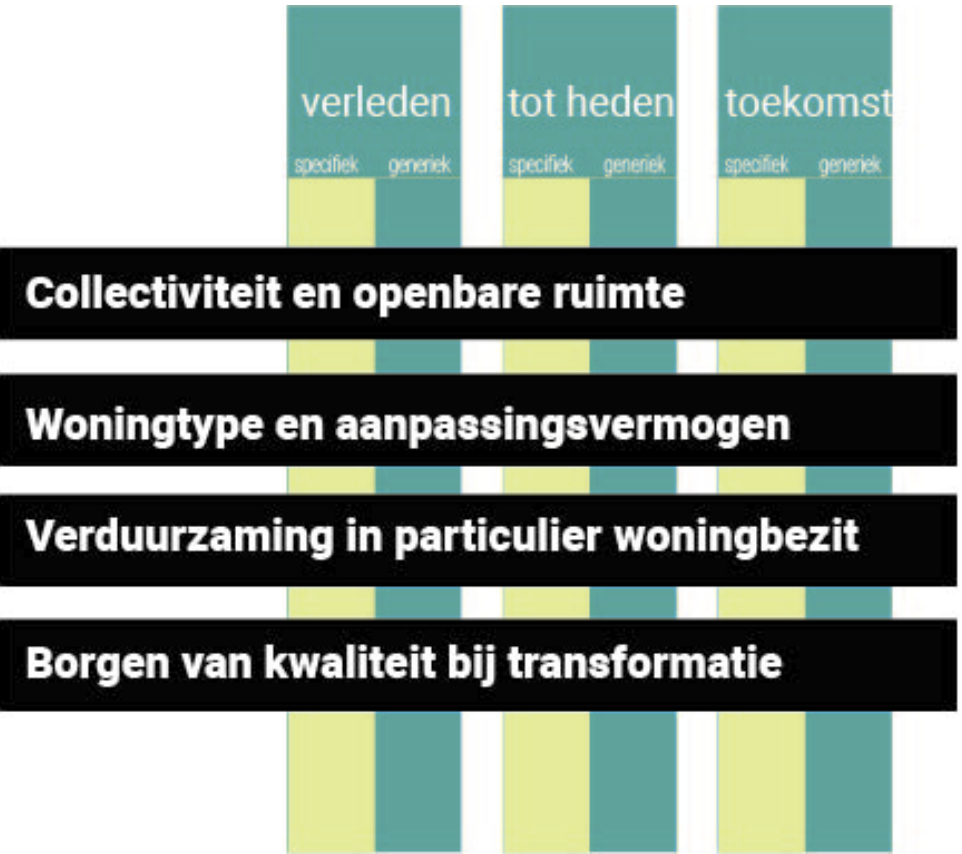 verleden tot heden toekomst
specifiek generiek specifiek generiek specifiek generiek
Collectiviteit en openbare ruimte
Woningtype en aanpassingsvermogen
Verduurzaming in particulier woningbezit
Borgen van kwaliteit bij transformatie